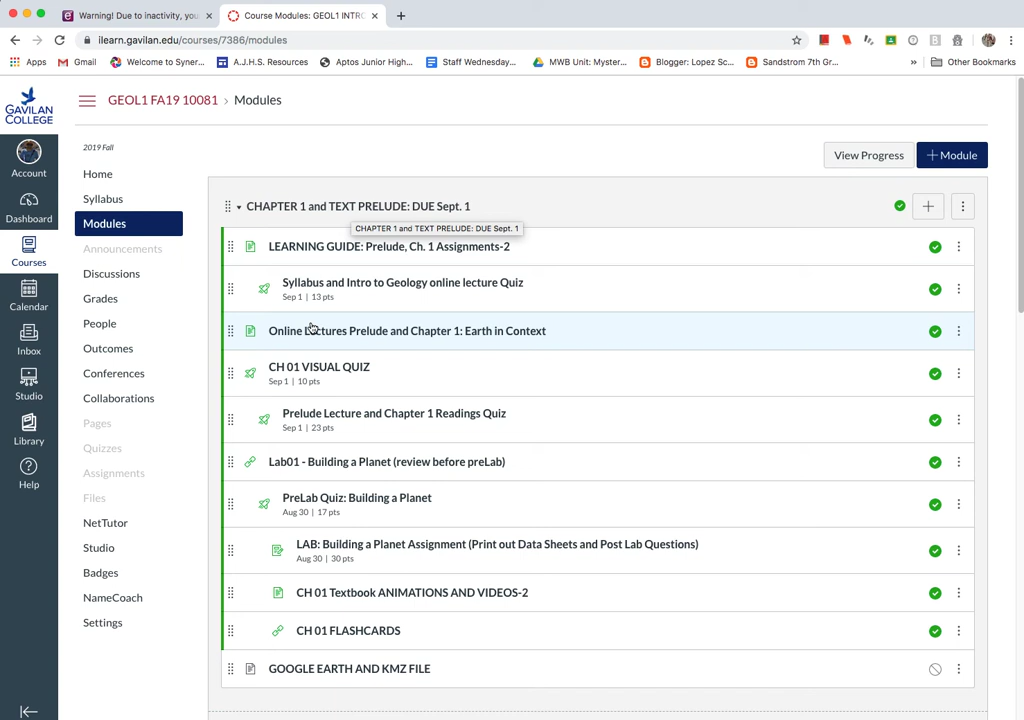 Warning! Due to inactivity, you
Course Modules: GEOL1 INTR
ilearn.gavilan.edu/courses/7386/modules
Apps
Gmail
Welcome to Syner...
A.J.H.S. Resources
Aptos Junior High...
Staff Wednesday...
MWB Unit: Myster...
Blogger: Lopez Sc...
Sandstrom 7th Gr...
»
Other Bookmarks
GAVILAN
COLLEGE
GEOL1 FA19 10081 › Modules
2019 Fall
View Progress
+ Module
Account
Dashboard
Courses
Calendar
Inbox
Studio
Library
Help
Home
Syllabus
Modules
Announcements
Discussions
Grades
People
Outcomes
Conferences
Collaborations
Pages
Quizzes
Assignments
Files
NetTutor
Studio
Badges
NameCoach
Settings
CHAPTER 1 and TEXT PRELUDE: DUE Sept. 1
CHAPTER 1 and TEXT PRELUDE: DUE Sept. 1
LEARNING GUIDE: Prelude, Ch. 1 Assignments-2
Syllabus and Intro to Geology online lecture Quiz
Sep 1 | 13 pts
Online Lectures Prelude and Chapter 1: Earth in Context
CH 01 VISUAL QUIZ
Sep 1 | 10 pts
Prelude Lecture and Chapter 1 Readings Quiz
Sep 1 | 23 pts
Lab01 - Building a Planet (review before preLab)
PreLab Quiz: Building a Planet
Aug 30 | 17 pts
LAB: Building a Planet Assignment (Print out Data Sheets and Post Lab Questions)
Aug 30 | 30 pts
CH 01 Textbook ANIMATIONS AND VIDEOS-2
CH 01 FLASHCARDS
GOOGLE EARTH AND KMZ FILE